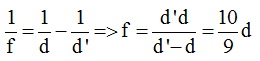 1/f = 1/d - 1/d' => f = d'd/(d'-d) = 10/9 d